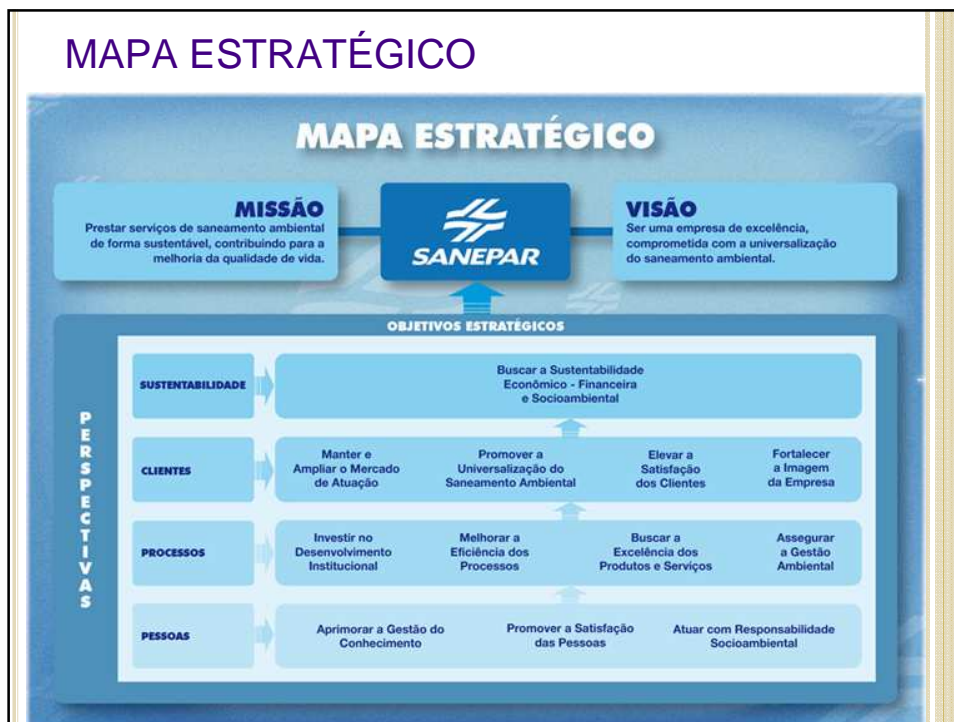 MAPA ESTRATÉGICO
MAPA ESTRATÉGICO
MISSÃO
Prestar serviços de saneamento ambiental
de forma sustentável, contribuindo para a
melhoria da qualidade de vida.
SANEPAR
VISÃO
Ser uma empresa de excelência,
comprometida com a universalização
do saneamento ambiental.
OBJETIVOS ESTRATÉGICOS
PERSPECTIVAS
SUSTENTABILIDADE
Buscar a Sustentabilidade
Econômico - Financeira
e Socioambiental
CLIENTES
Manter e
Ampliar o Mercado
de Atuação
Promover a
Universalização do
Saneamento Ambiental
Elevar a
Satisfação
dos Clientes
Fortalecer
a Imagem
da Empresa
PROCESSOS
Investir no
Desenvolvimento
Institucional
Melhorar a
Eficiência dos
Processos
Buscar a
Excelência dos
Produtos e Serviços
Assegurar
a Gestão
Ambiental
PESSOAS
Aprimorar a Gestão do
Conhecimento
Promover a Satisfação
das Pessoas
Atuar com Responsabilidade
Socioambiental